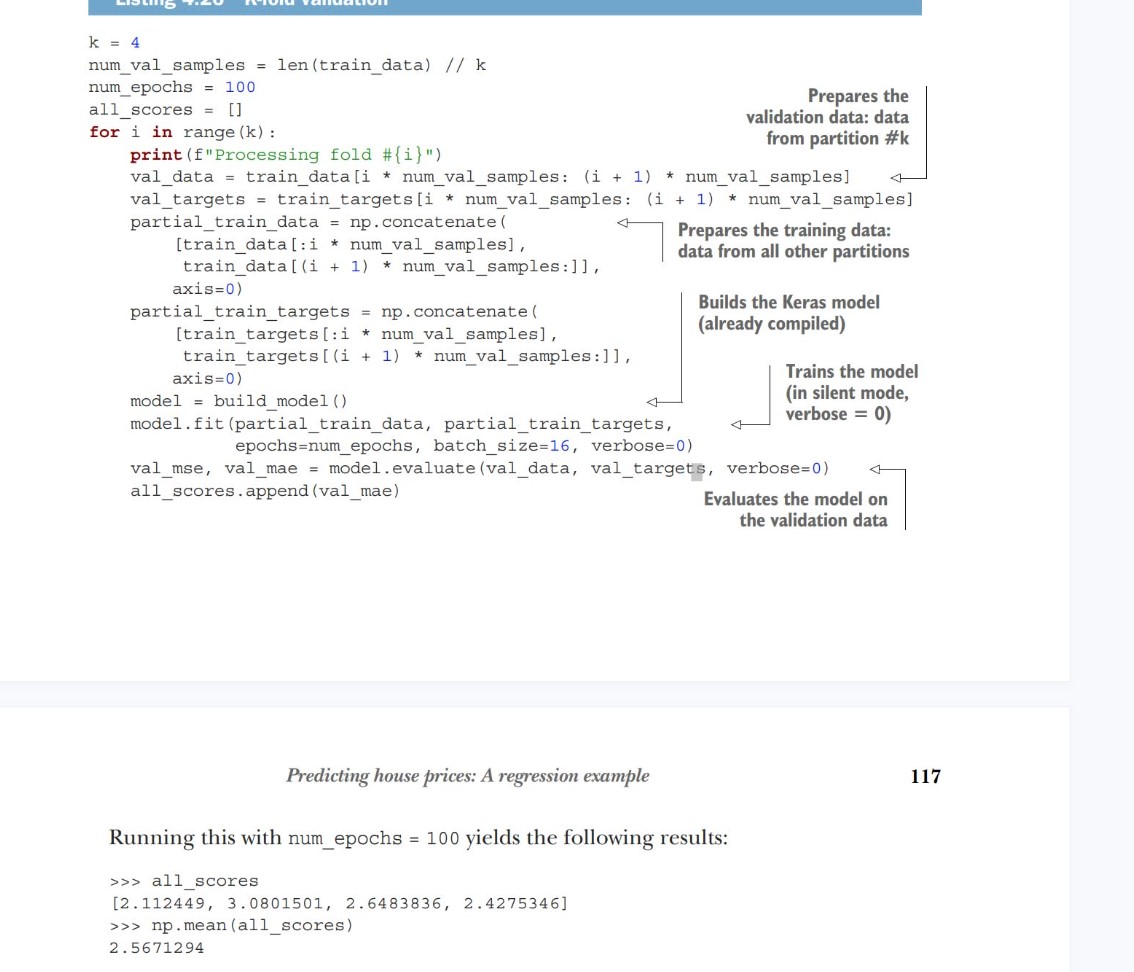 Listing 4.26 K-fold validation
k = 4
num_val_samples = len(train_data) // k
num_epochs = 100
all_scores = []
for i in range(k):
print(f"Processing fold #{i}")
val_data = train_data[i * num_val_samples: (i + 1) * num_val_samples]
val_targets = train_targets[i * num_val_samples: (i + 1) * num_val_samples]
partial_train_data = np.concatenate(
[train_data[:i * num_val_samples],
train_data[(i + 1) * num_val_samples:]],
axis=0)
partial_train_targets = np.concatenate(
[train_targets[:i * num_val_samples],
train_targets[(i + 1) * num_val_samples:]],
axis=0)
model = build_model()
model.fit(partial_train_data, partial_train_targets,
epochs=num_epochs, batch_size=16, verbose=0)
val_mse, val_mae = model.evaluate(val_data, val_targets, verbose=0)
all_scores.append(val_mae)
Prepares the
validation data: data
from partition #k
Prepares the training data:
data from all other partitions
Builds the Keras model
(already compiled)
Trains the model
(in silent mode,
verbose = 0)
Evaluates the model on
the validation data
Predicting house prices: A regression example
117
Running this with num_epochs = 100 yields the following results:
>>> all_scores
[2.112449, 3.0801501, 2.6483836, 2.4275346]
>>> np.mean(all_scores)
2.5671294